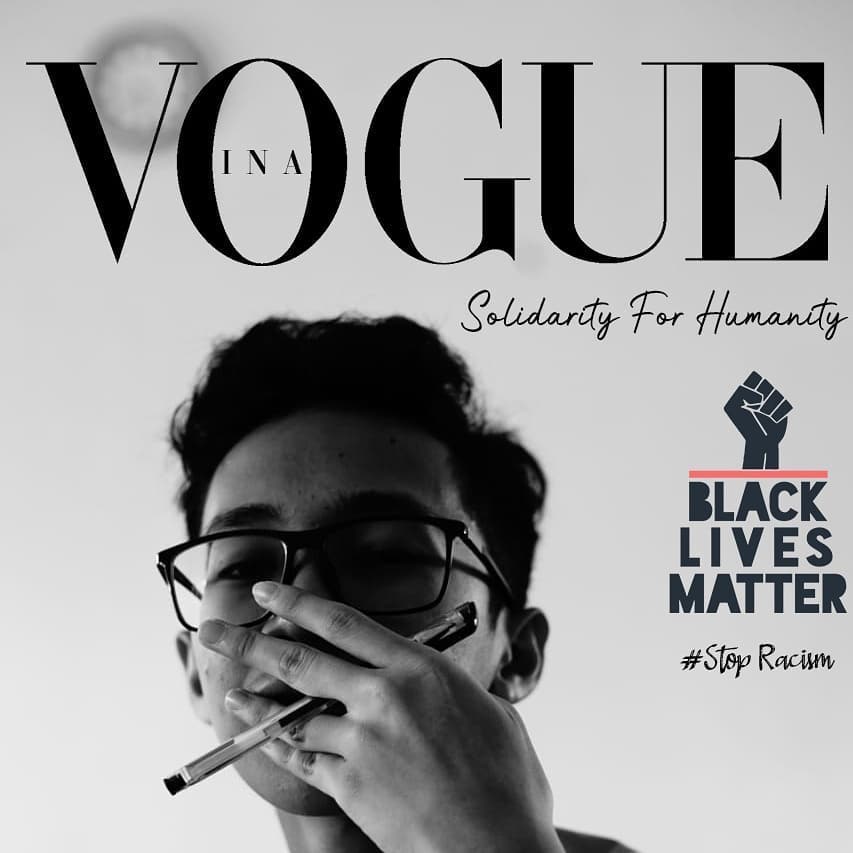 VOGUE
INA
Solidarity For Humanity
BLACK
LIVES
MATTER
#Stop Racism